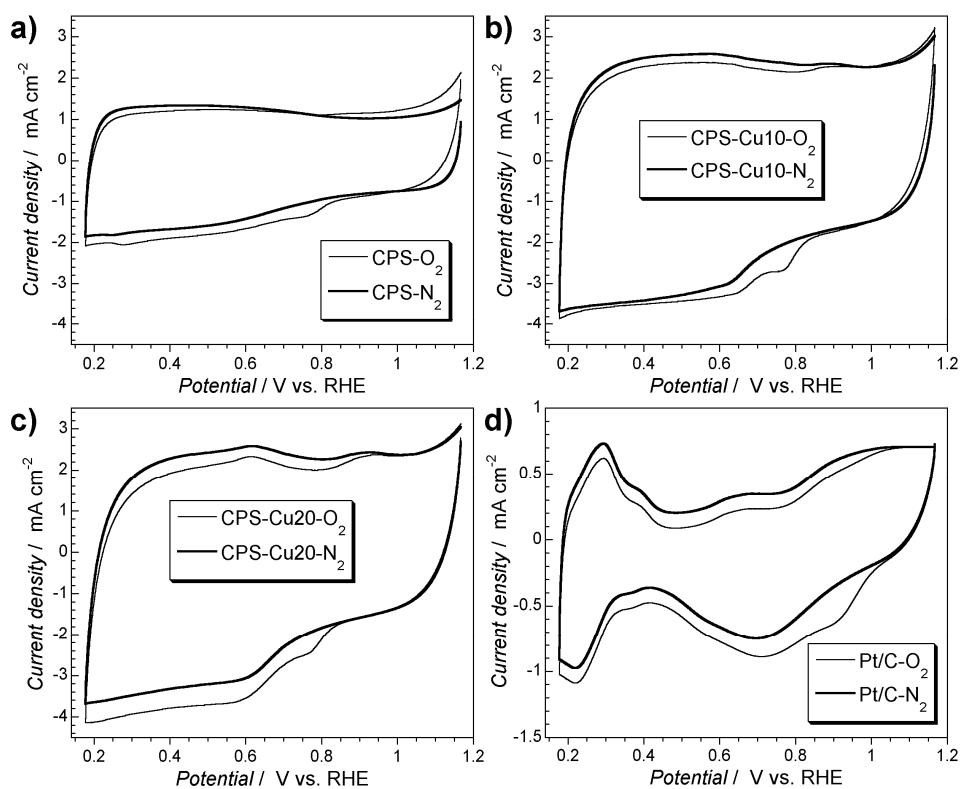 a)
3
2
1
0
-1
-2
-3
-4
Current density / mA cm-2
CPS-O2
CPS-N2
0.2 0.4 0.6 0.8 1 1.2
Potential / V vs. RHE
b)
3
2
1
0
-1
-2
-3
-4
Current density / mA cm-2
CPS-Cu10-O2
CPS-Cu10-N2
0.2 0.4 0.6 0.8 1 1.2
Potential / V vs. RHE
c)
3
2
1
0
-1
-2
-3
-4
Current density / mA cm-2
CPS-Cu20-O2
CPS-Cu20-N2
0.2 0.4 0.6 0.8 1 1.2
Potential / V vs. RHE
d)
1
0.5
0
-0.5
-1
-1.5
Current density / mA cm-2
Pt/C-O2
Pt/C-N2
0.2 0.4 0.6 0.8 1 1.2
Potential / V vs. RHE